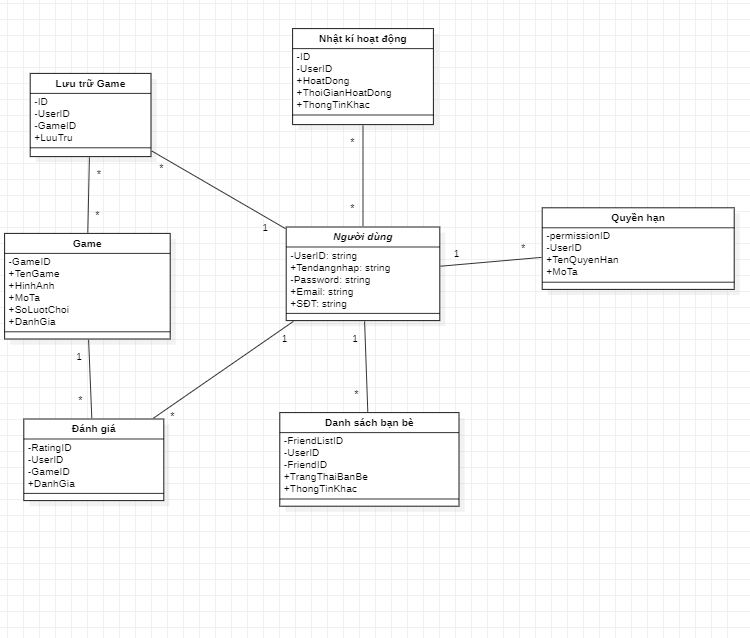 Nhật kí hoạt động
-ID
-UserID
+HoatDong
+ThoiGianHoatDong
+ThongTinKhac
Lưu trữ Game
-ID
-UserID
-GameID
+LuuTru
*
*
*
*
*
1
Quyền hạn
-permissionID
-UserID
+TenQuyenHan
+MoTa
Người dùng
-UserID: string
+Tendangnhap: string
-Password: string
+Email: string
+SĐT: string
1
*
Game
-GameID
+TenGame
+HinhAnh
+MoTa
+SoLuotChoi
+DanhGia
1
*
1
*
1
*
Đánh giá
-RatingID
-UserID
-GameID
+DanhGia
Danh sách bạn bè
-FriendListID
-UserID
-FriendID
+TrangThaiBanBe
+ThongTinKhac